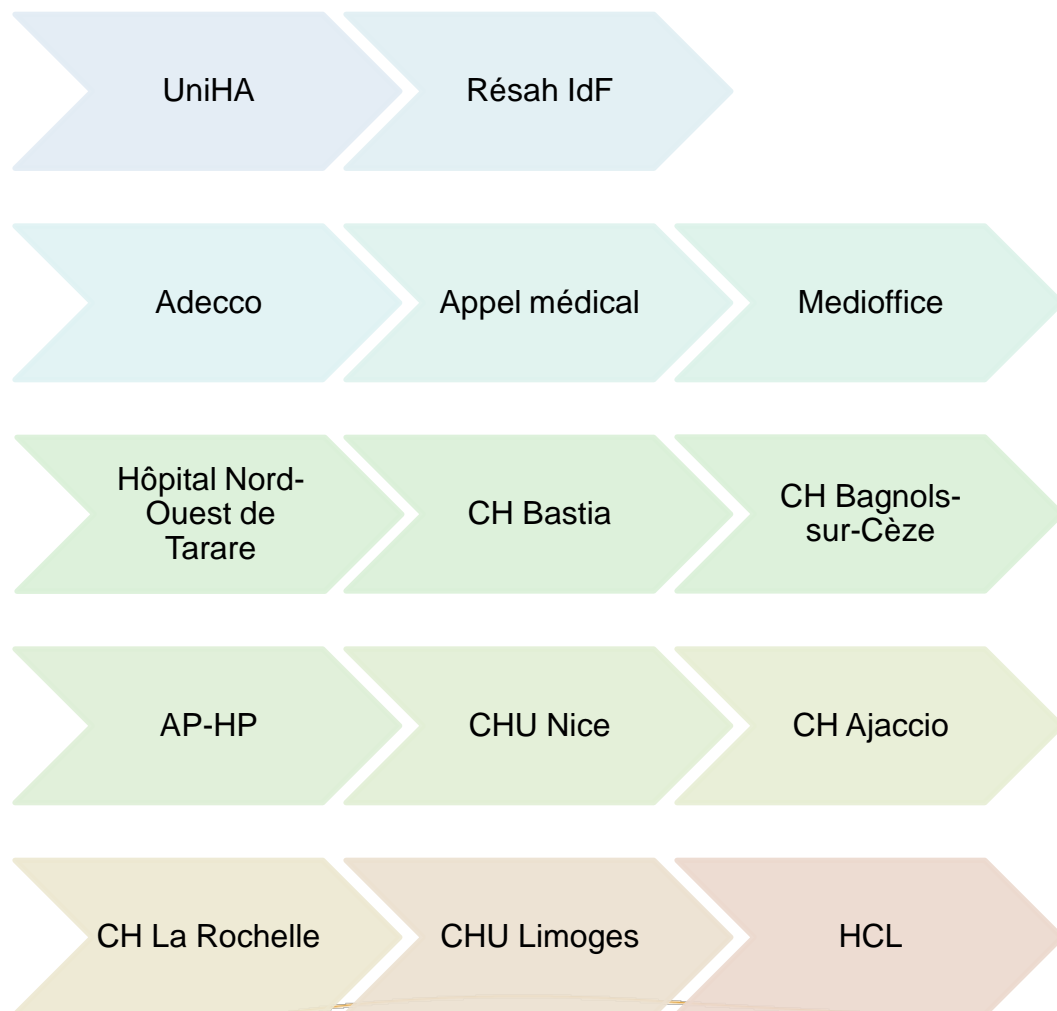 UniHA
Résah IdF
Adecco
Appel médical
Medioffice
Hôpital Nord-
Ouest de
Tarare
CH Bastia
CH Bagnols-
sur-Cèze
AP-HP
CHU Nice
CH Ajaccio
CH La Rochelle
CHU Limoges
HCL